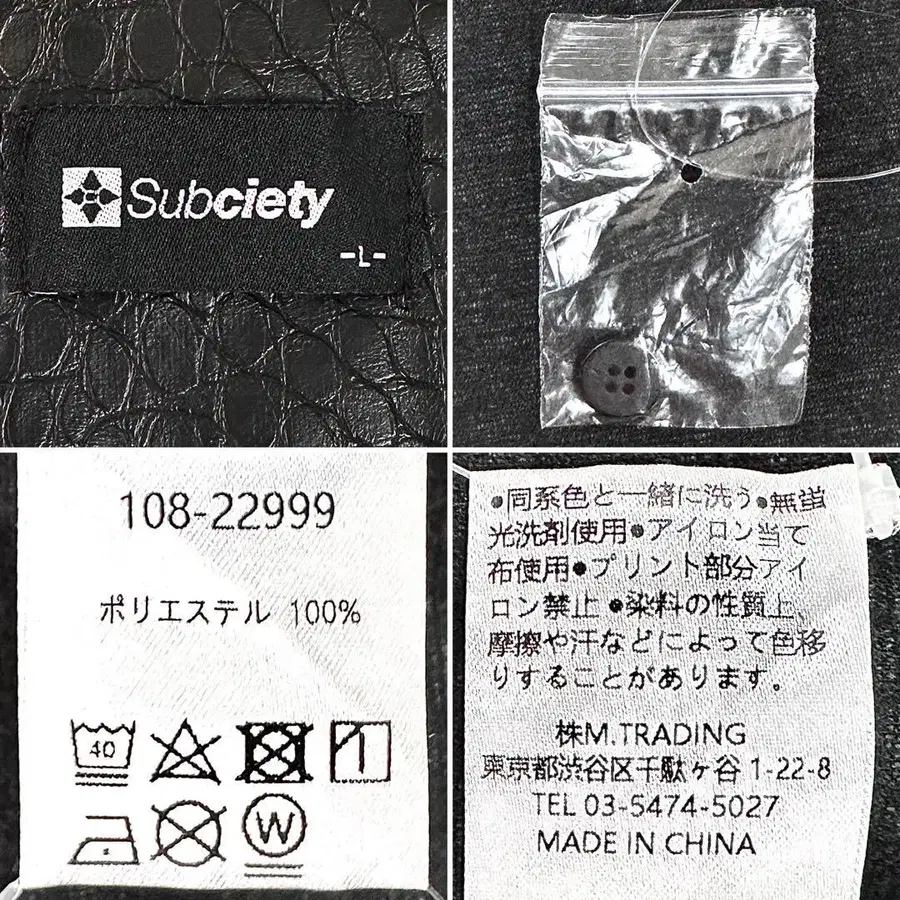 Subciety
-L-
108-22999
ポリエステル 100%
40
W
●同系色と一緒に洗う●無蛍
光洗剤使用●アイロン当て
布使用●プリント部分アイ
ロン禁止 ●染料の性質上、
摩擦や汗などによって色移
りすることがあります。
株M.TRADING
東京都渋谷区千駄ヶ谷 1-22-8
TEL 03-5474-5027
MADE IN CHINA